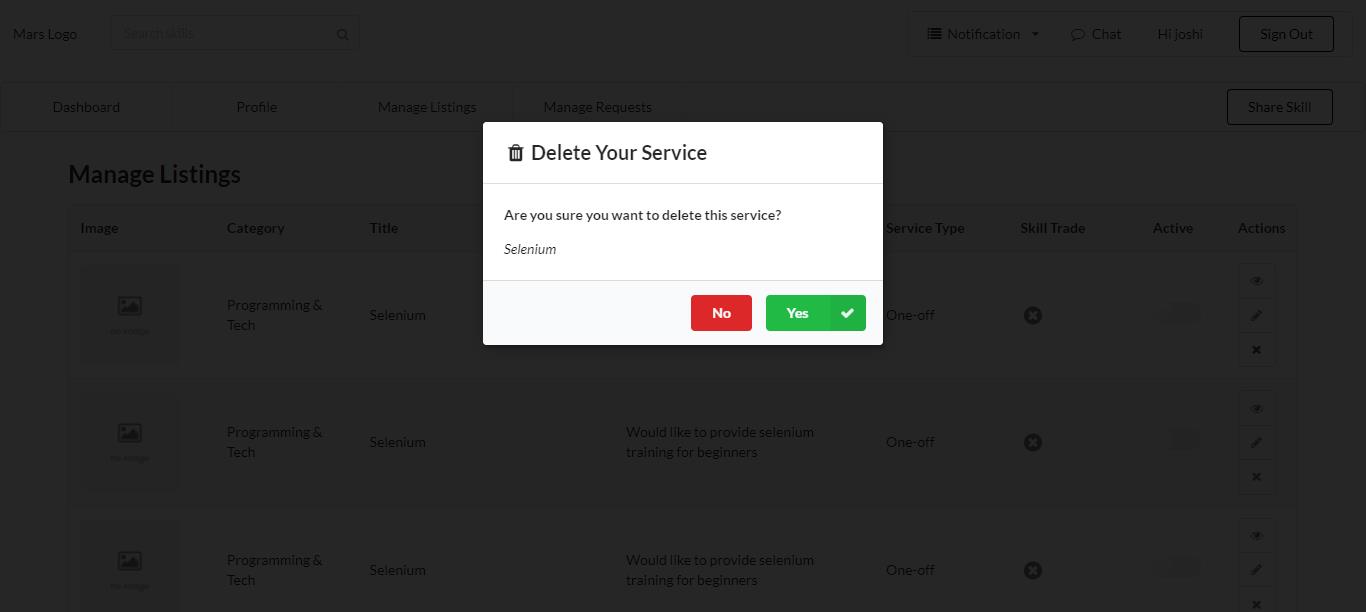 Mars Logo
Search skills
Notification
Chat
Hi joshi
Sign Out
Dashboard
Profile
Manage Listings
Manage Requests
Share Skill
Manage Listings
Image
Category
Title
Service Type
Skill Trade
Active
Actions
Delete Your Service
Are you sure you want to delete this service?
Selenium
No
Yes
no image
Programming &
Tech
Selenium
One-off
no image
Programming &
Tech
Selenium
Would like to provide selenium
training for beginners
One-off
no image
Programming &
Tech
Selenium
Would like to provide selenium
training for beginners
One-off